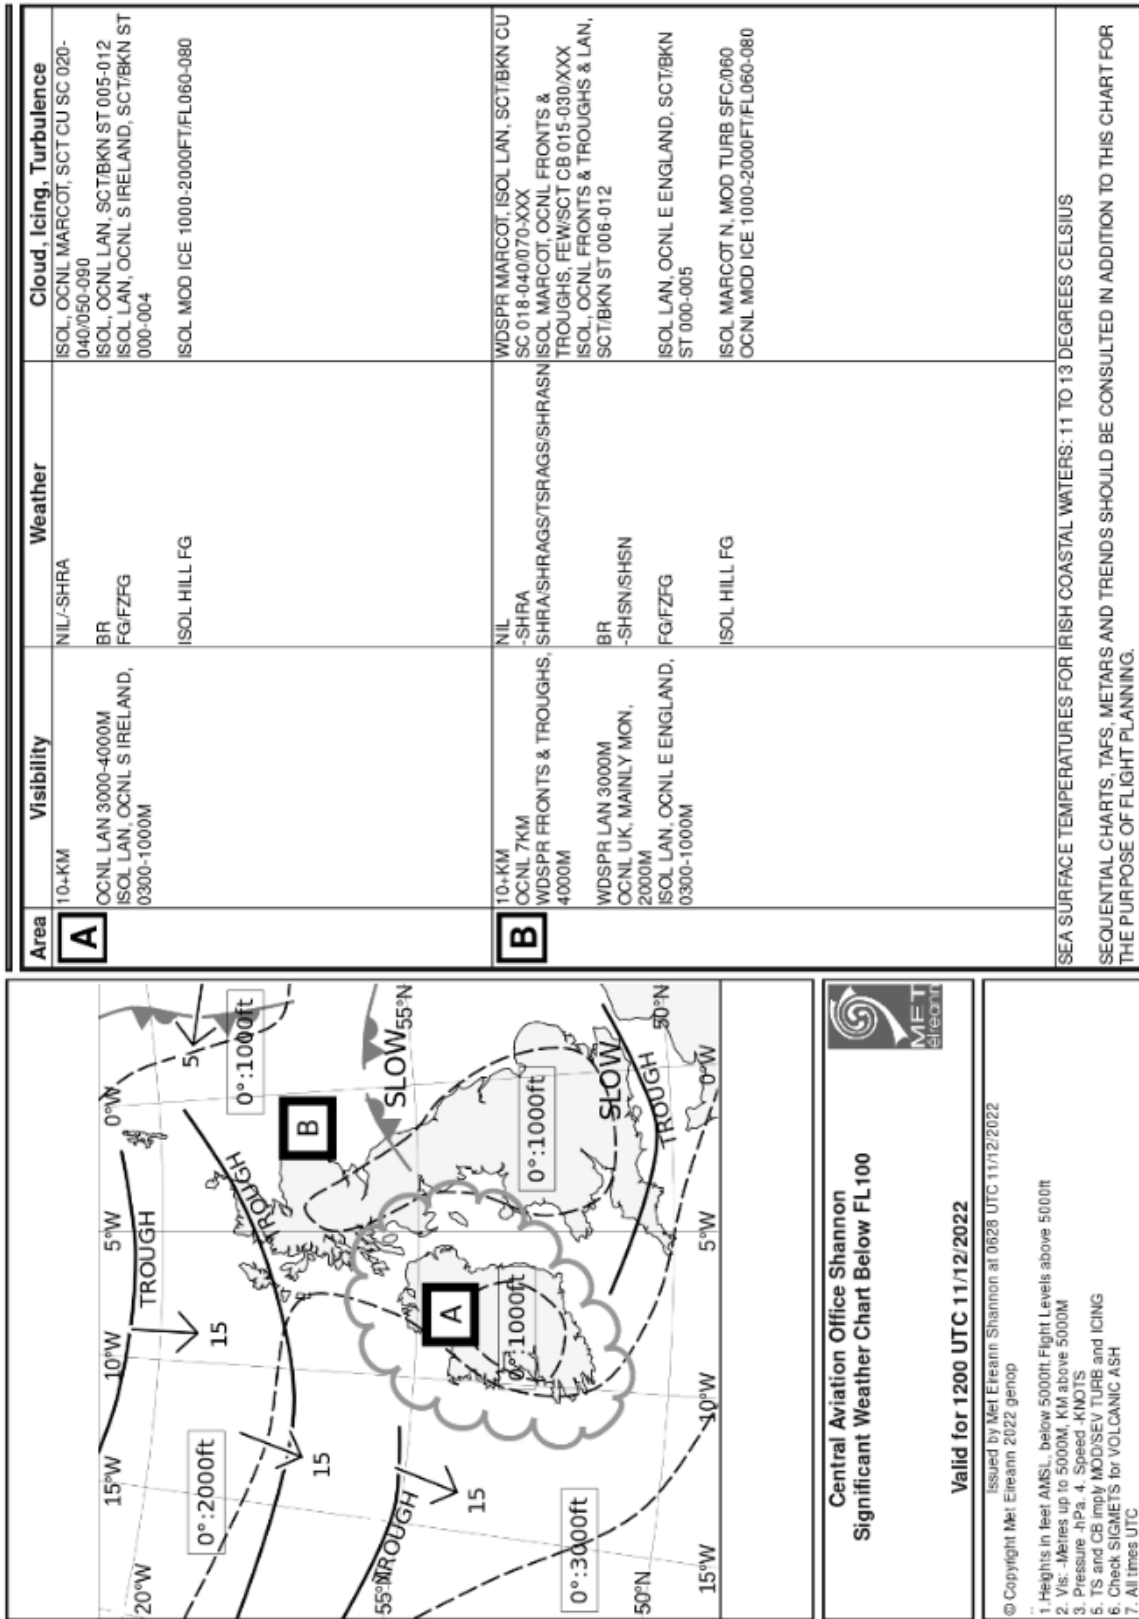 Area
Visibility
Weather
Cloud, Icing, Turbulence
A
10+KM
OCNL LAN 3000-4000M
ISOL LAN, OCNL S IRELAND,
0300-1000M
NIL/-SHRA
BR
FG/FZFG
ISOL HILL FG
ISOL, OCNL MARCOT, SCT CU SC 020-
040/050-090
ISOL, OCNL LAN, SCT/BKN ST 005-012
ISOL LAN, OCNL S IRELAND, SCT/BKN ST
000-004
ISOL MOD ICE 1000-2000FT/FL060-080
B
10+KM
OCNL 7KM
WDSPR FRONTS & TROUGHS,
4000M
WDSPR LAN 3000M
OCNL UK, MAINLY MON,
2000M
ISOL LAN, OCNL E ENGLAND,
0300-1000M
NIL
-SHRA
SHRA/SHRAGS/TSRAGS/SHRASN
BR
-SHSN/SHSN
FG/FZFG
ISOL HILL FG
WDSPR MARCOT, ISOL LAN, SCT/BKN CU
SC 018-040/070-XXX
ISOL MARCOT, OCNL FRONTS &
TROUGHS, FEW/SCT CB 015-030/XXX
ISOL, OCNL FRONTS & TROUGHS & LAN,
SCT/BKN ST 006-012
ISOL LAN, OCNL E ENGLAND, SCT/BKN
ST 000-005
ISOL MARCOT N, MOD TURB SFC/060
OCNL MOD ICE 1000-2000FT/FL060-080
SEA SURFACE TEMPERATURES FOR IRISH COASTAL WATERS: 11 TO 13 DEGREES CELSIUS
SEQUENTIAL CHARTS, TAFS, METARS AND TRENDS SHOULD BE CONSULTED IN ADDITION TO THIS CHART FOR
THE PURPOSE OF FLIGHT PLANNING.
20°W
15°W
10°W
5°W
0°W
TROUGH
15
5
0°:1000ft
0°:2000ft
TROUGH
15
B
55°N
TROUGH
15
A
SLOW
55°N
0°:1000ft
0°:1000ft
0°:3000ft
SLOW
TROUGH
50°N
50°N
15°W
10°W
5°W
0°W
Central Aviation Office Shannon
Significant Weather Chart Below FL100
Valid for 1200 UTC 11/12/2022
MET
éireann
Issued by Met Eireann Shannon at 0628 UTC 11/12/2022
© Copyright Met Eireann 2022 genop
1.Heights in feet AMSL, below 5000ft.Flight Levels above 5000ft
2. Vis: -Metres up to 5000M, KM above 5000M
3. Pressure -hPa. 4. Speed -KNOTS
5. TS and CB imply MOD/SEV TURB and ICING
6. Check SIGMETS for VOLCANIC ASH
7. All times UTC